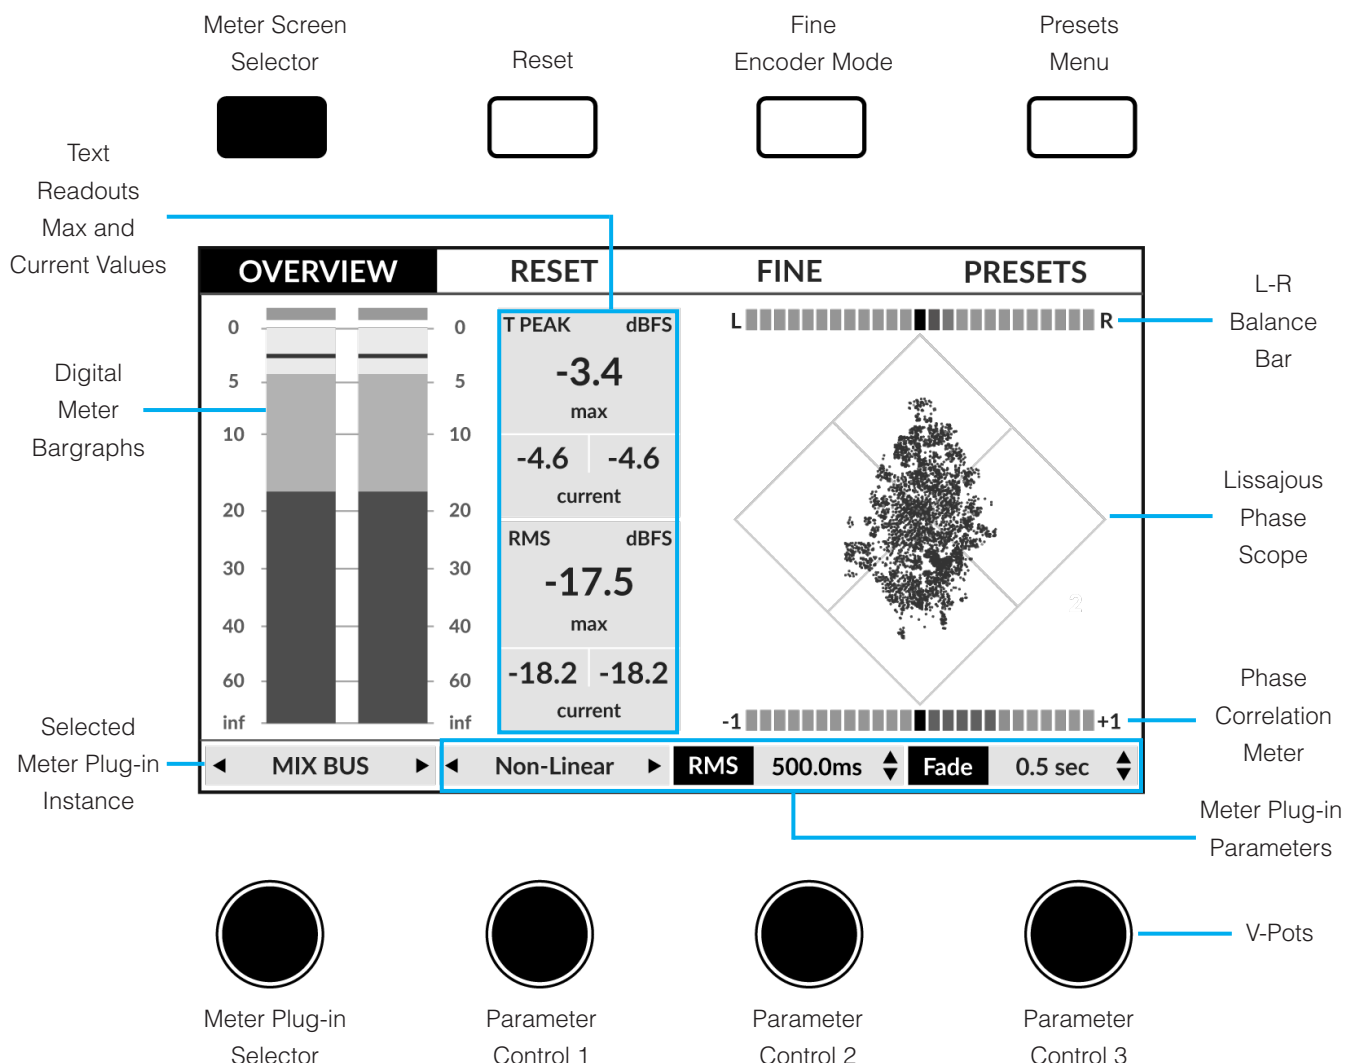 Meter Screen
Selector
Reset
Fine
Encoder Mode
Presets
Menu
Text
Readouts
Max and
Current Values
OVERVIEW
RESET
FINE
PRESETS
L-R
Balance
Bar
Digital
Meter
Bargraphs
0
5
10
20
30
40
60
inf
0
5
10
20
30
40
60
inf
T PEAK dBFS
-3.4
max
-4.6 -4.6
current
RMS dBFS
-17.5
max
-18.2 -18.2
current
L R
2
-1 +1
Lissajous
Phase
Scope
Phase
Correlation
Meter
Selected
Meter Plug-in
Instance
MIX BUS
Non-Linear
RMS 500.0ms
Fade 0.5 sec
Meter Plug-in
Parameters
V-Pots
Meter Plug-in
Selector
Parameter
Control 1
Parameter
Control 2
Parameter
Control 3